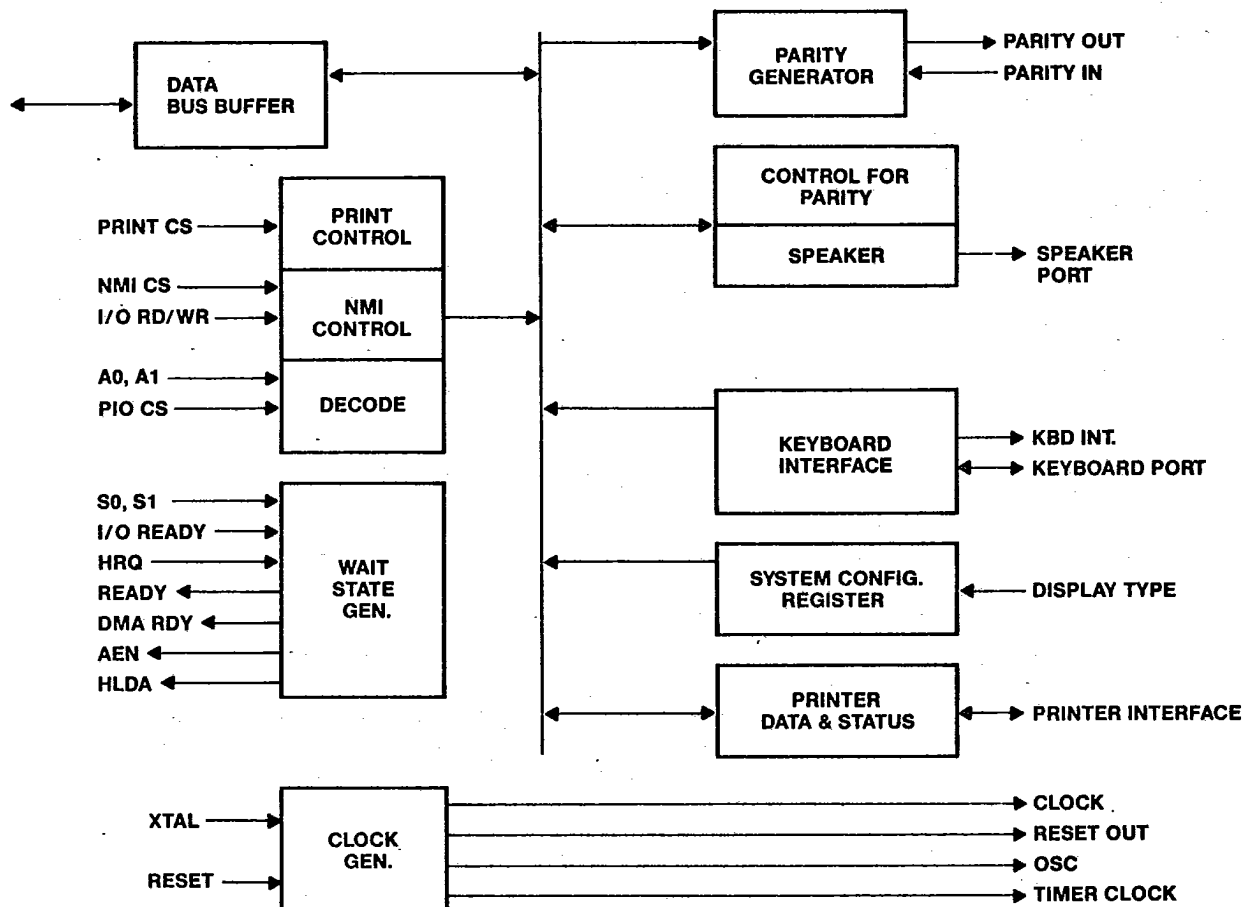 DATA
BUS BUFFER
PARITY
GENERATOR
PARITY OUT
PARITY IN
CONTROL FOR
PARITY
SPEAKER
SPEAKER
PORT
PRINT CS
NMI CS
I/O RD/WR
A0, A1
PIO CS
PRINT
CONTROL
NMI
CONTROL
DECODE
KEYBOARD
INTERFACE
KBD INT.
KEYBOARD PORT
S0, S1
I/O READY
HRQ
READY
DMA RDY
AEN
HLDA
WAIT
STATE
GEN.
SYSTEM CONFIG.
REGISTER
DISPLAY TYPE
PRINTER
DATA & STATUS
PRINTER INTERFACE
XTAL
RESET
CLOCK
GEN.
CLOCK
RESET OUT
OSC
TIMER CLOCK